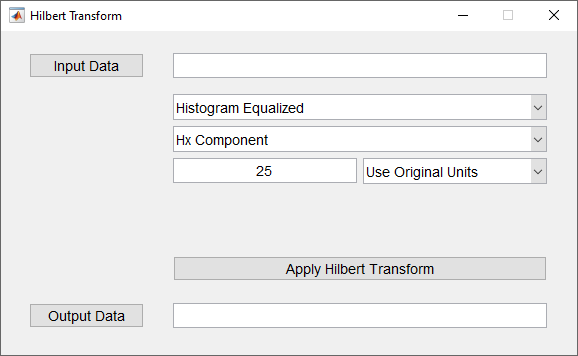 Hilbert Transform
Input Data
Histogram Equalized
Hx Component
25
Use Original Units
Apply Hilbert Transform
Output Data